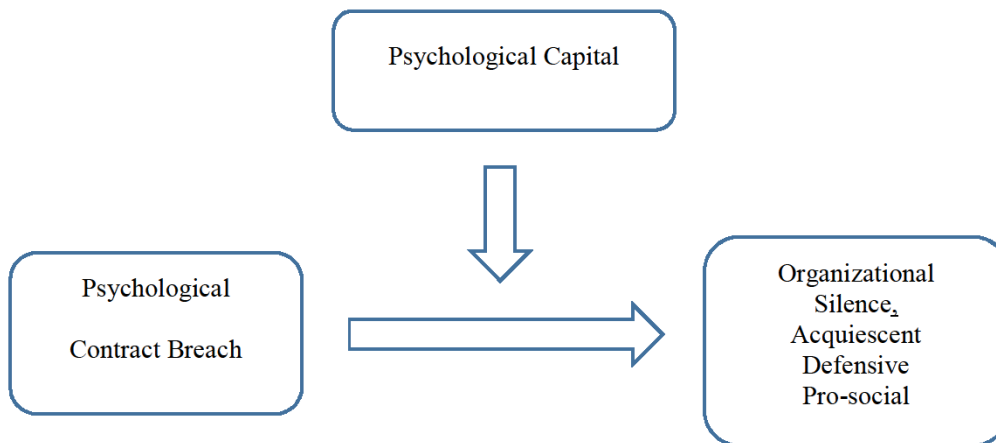 Psychological Capital
Psychological
Contract Breach
Organizational
Silence,
Acquiescent
Defensive
Pro-social